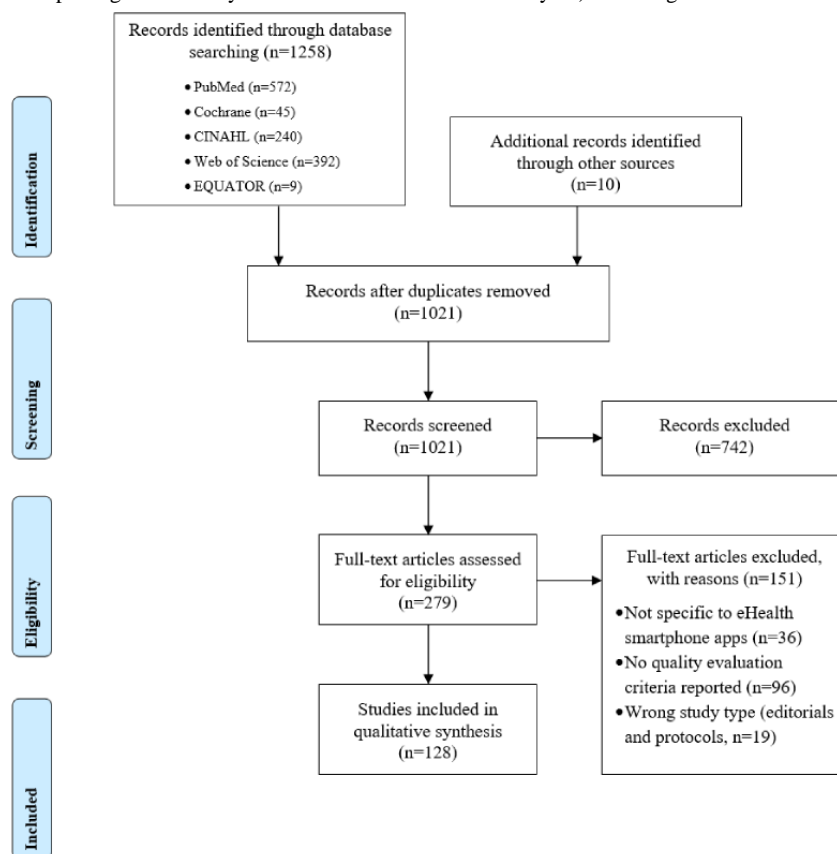 Records identified through database
searching (n=1258)
• PubMed (n=572)
• Cochrane (n=45)
• CINAHL (n=240)
• Web of Science (n=392)
• EQUATOR (n=9)
Additional records identified
through other sources
(n=10)
Identification
Records after duplicates removed
(n=1021)
Screening
Records screened
(n=1021)
Records excluded
(n=742)
Eligibility
Full-text articles assessed
for eligibility
(n=279)
Full-text articles excluded,
with reasons (n=151)
•Not specific to eHealth
smartphone apps (n=36)
•No quality evaluation
criteria reported (n=96)
•Wrong study type (editorials
and protocols, n=19)
Included
Studies included in
qualitative synthesis
(n=128)